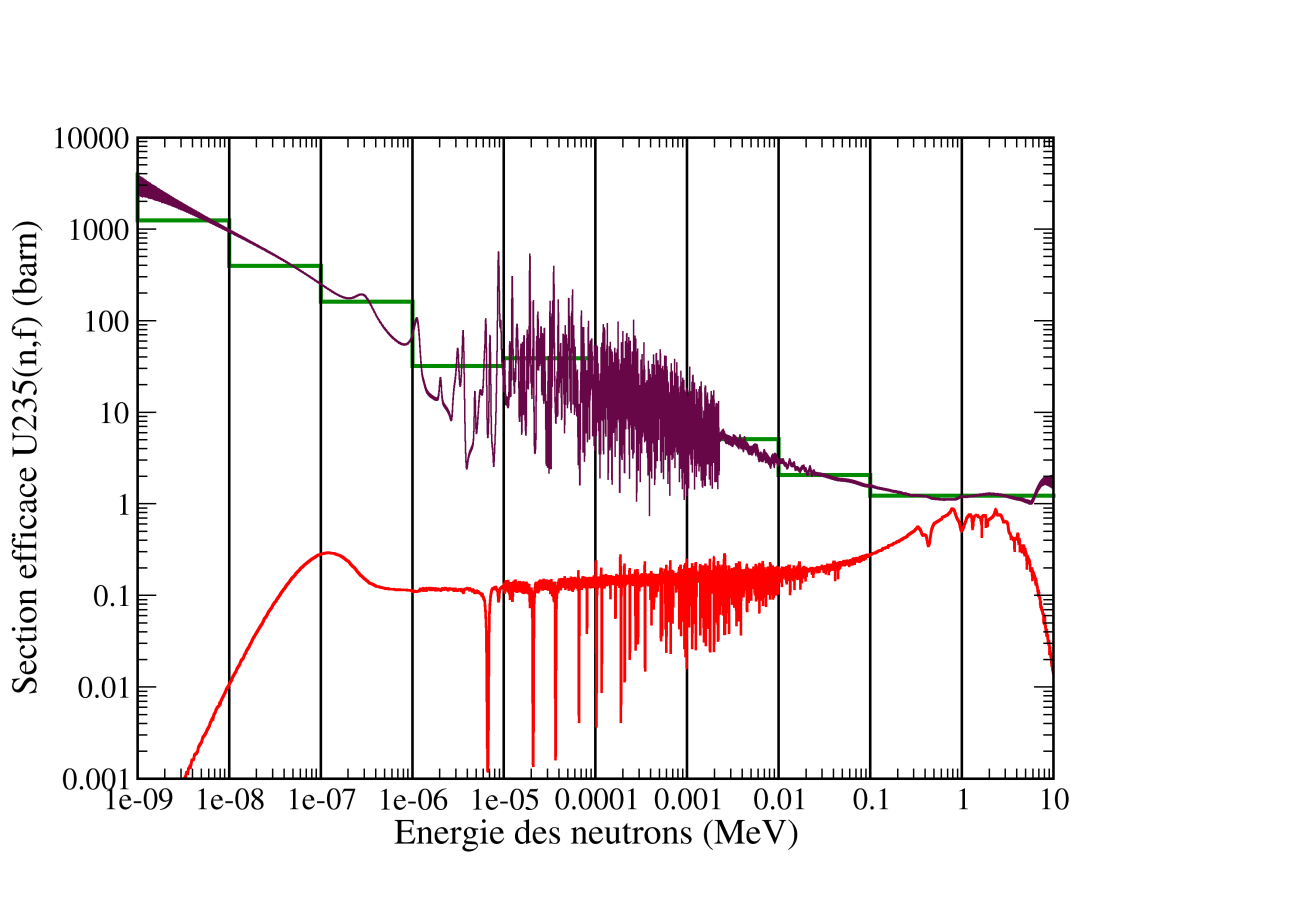 Section efficace U235(n,f) (barn)
10000
1000
100
10
1
0.1
0.01
0.001
1e-09 1e-08 1e-07 1e-06 1e-05 0.0001 0.001 0.01 0.1 1 10
Energie des neutrons (MeV)